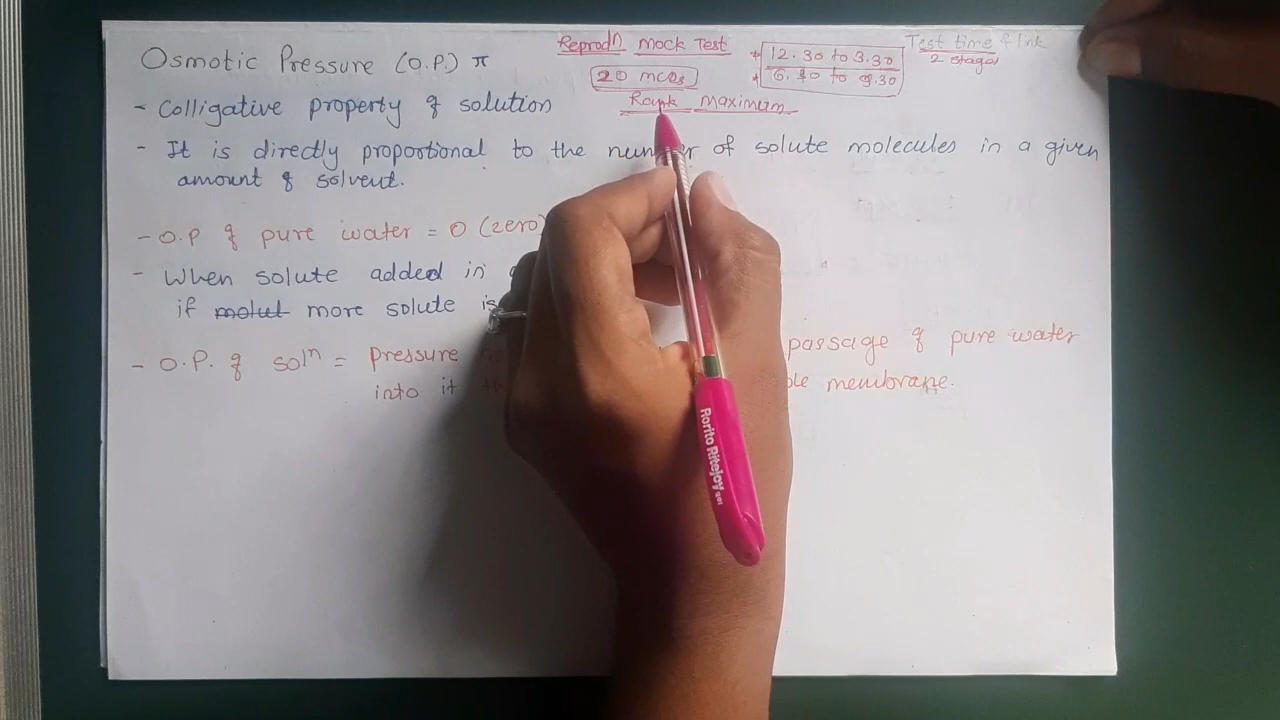 Osmotic Pressure (O.P.) π
Reprodn Mock Test
20 MCQs
Rank Maximum
12.30 to 3.30
6.30 to 9.30
Test time & link
2 stages
- Colligative property of solution
- It is directly proportional to the number of solute molecules in a given
amount of solvent.
- O.P of pure water = 0 (zero)
- When solute added in
if more solute is
- O.P. of soln = Pressure passage of pure water
into it membrane.
Rorito Ritejoy